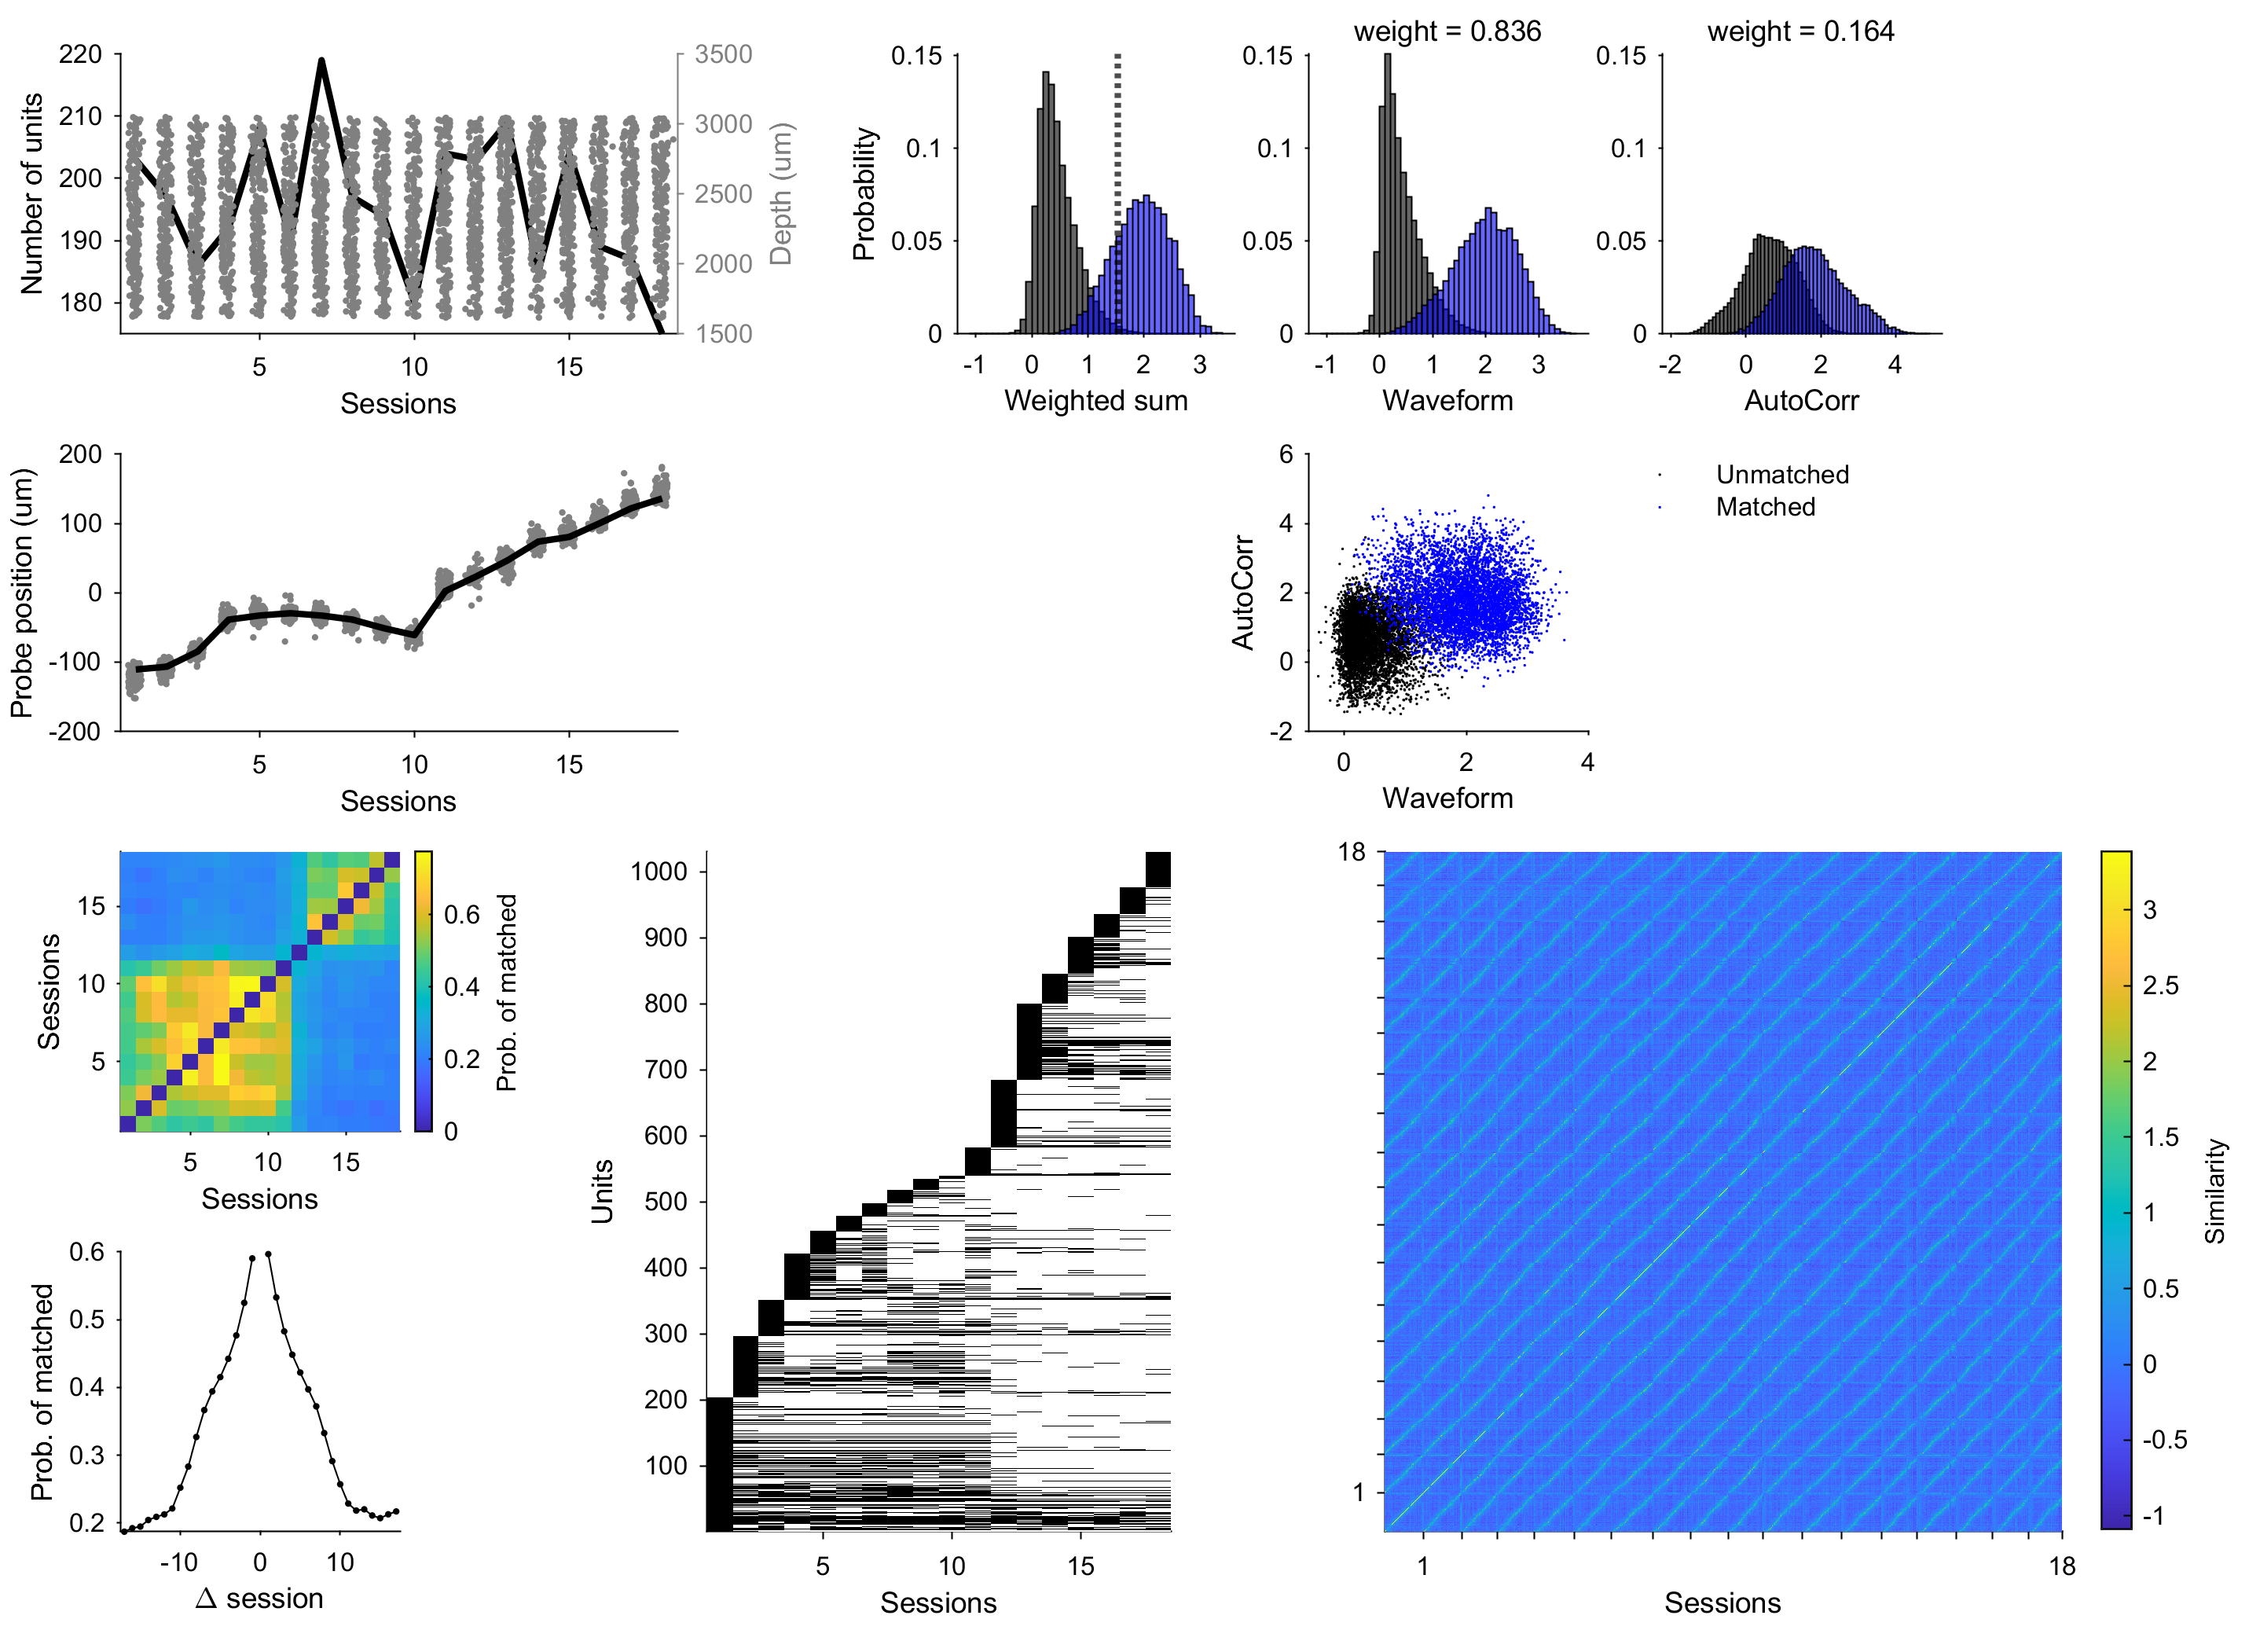 220
210
200
190
180
Number of units
3500
3000
2500
2000
1500
Depth (um)
5 10 15
Sessions
0.15
0.1
0.05
0
Probability
-1 0 1 2 3
Weighted sum
weight = 0.836
0.15
0.1
0.05
0
-1 0 1 2 3
Waveform
weight = 0.164
0.15
0.1
0.05
0
-2 0 2 4
AutoCorr
200
100
0
-100
-200
Probe position (um)
5 10 15
Sessions
6
4
2
0
-2
AutoCorr
0 2 4
Waveform
Unmatched
Matched
15
10
5
Sessions
5 10 15
Sessions
0.6
0.4
0.2
0
Prob. of matched
0.6
0.5
0.4
0.3
0.2
Prob. of matched
-10 0 10
Δ session
1000
900
800
700
600
500
400
300
200
100
Units
5 10 15
Sessions
18
1
1 18
Sessions
3
2.5
2
1.5
1
0.5
0
-0.5
-1
Similarity